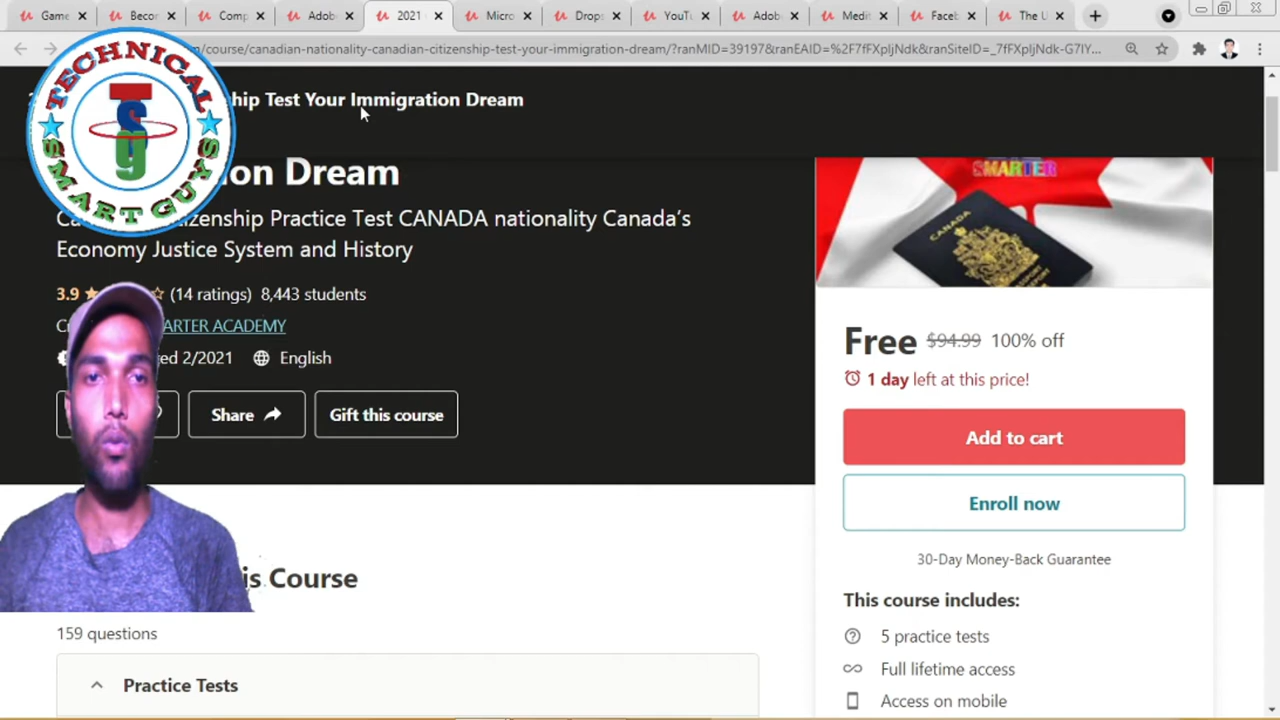 Game
Becor
Comp
Adob
2021
Micro
Drops
YouTu
Adob
Medit
Faceb
The U
m/course/canadian-nationality-canadian-citizenship-test-your-immigration-dream/?ranMID=39197&ranEAID=%2F7fFXpljNdk&ranSiteID=_7fFXpljNdk-G7IY...
hip Test Your Immigration Dream
TECHNICAL
TSG
SMART GUYS
on Dream
izenship Practice Test CANADA nationality Canada's
Economy Justice System and History
3.9 (14 ratings) 8,443 students
ARTER ACADEMY
ed 2/2021 English
Share
Gift this course
SMARTER
CANADA
Free $94.99 100% off
1 day left at this price!
Add to cart
Enroll now
30-Day Money-Back Guarantee
This course includes:
5 practice tests
Full lifetime access
Access on mobile
is Course
159 questions
Practice Tests